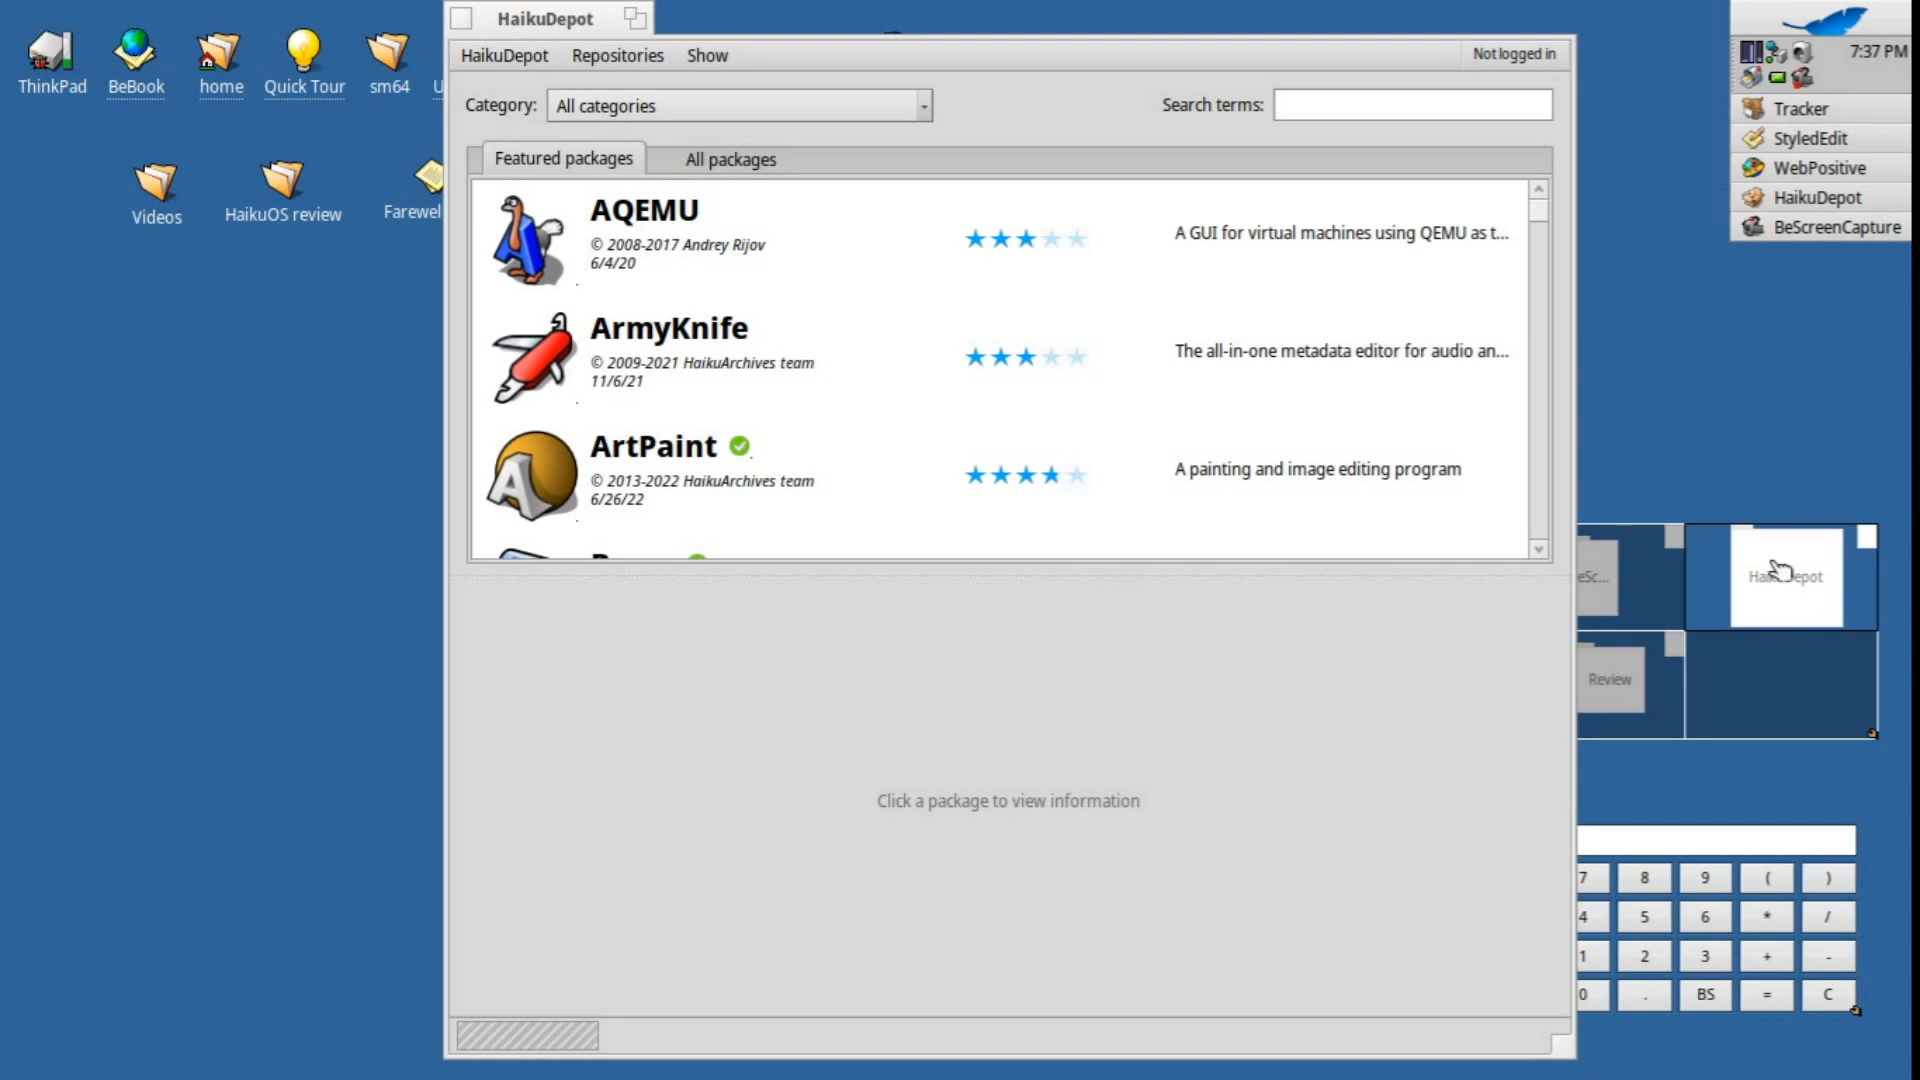 HaikuDepot
HaikuDepot Repositories Show Not logged in
Category: All categories Search terms:
Featured packages All packages
AQEMU
© 2008-2017 Andrey Rijov
6/4/20
A GUI for virtual machines using QEMU as t...
ArmyKnife
© 2009-2021 HaikuArchives team
11/6/21
The all-in-one metadata editor for audio an...
ArtPaint
© 2013-2022 HaikuArchives team
6/26/22
A painting and image editing program
Click a package to view information
ThinkPad
BeBook
home
Quick Tour
sm64
U
Videos
HaikuOS review
Farewel
7:37 PM
Tracker
StyledEdit
WebPositive
HaikuDepot
BeScreenCapture
eSc...
Review
7 8 9 ( )
4 5 6 * /
1 2 3 + -
0 . BS = C